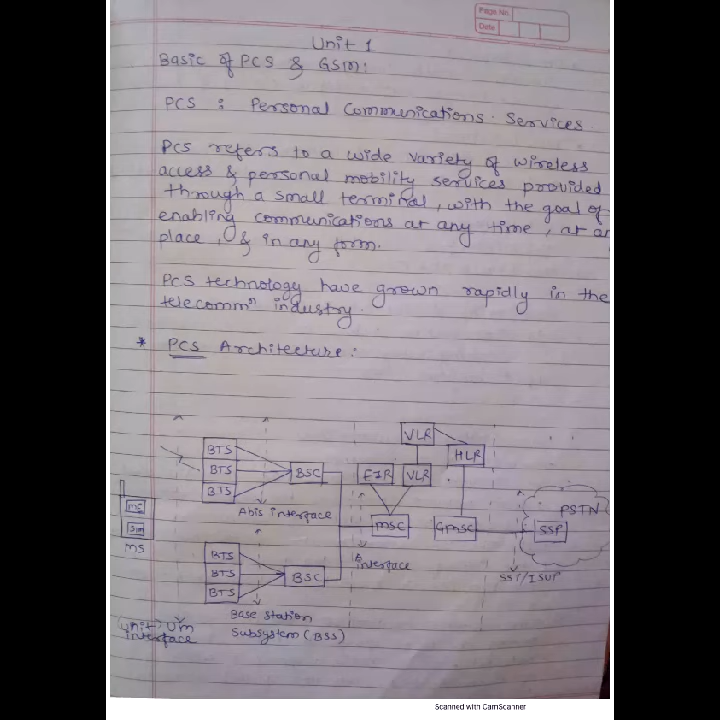 Page No.
Date
Unit 1
Basic of PCS & GSM:
PCS : Personal Communications Services.
PCS refers to a wide variety of wireless
access & personal mobility services provided
through a small terminal, with the goal of
enabling communications at any time, at an
place, & in any form.
PCS technology have grown rapidly in the
telecommn industry.
* PCS Architecture:
VLR
BTS
HLR
BTS
BSC
EIR
VLR
BTS
PSTN
Abis interface
MSC
GMSC
SSP
SIM
MS
BTS
BTS
BSC
A
interface
BTS
Base Station
Um
interface
Subsystem (BSS)
Scanned with CamScanner